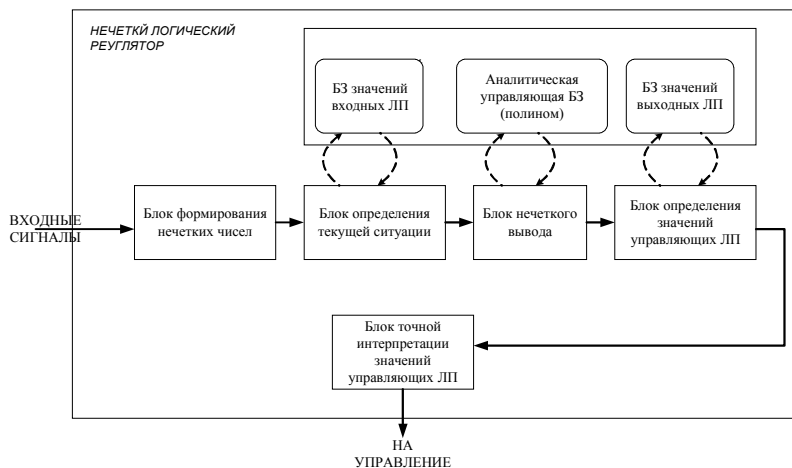 НЕЧЕТКЙ ЛОГИЧЕСКИЙ
РЕУГЛЯТОР
БЗ значений
входных ЛП
Аналитическая
управляющая БЗ
(полином)
БЗ значений
выходных ЛП
ВХОДНЫЕ
СИГНАЛЫ
Блок формирования
нечетких чисел
Блок определения
текущей ситуации
Блок нечеткого
вывода
Блок определения
значений
управляющих ЛП
Блок точной
интерпретации
значений
управляющих ЛП
НА
УПРАВЛЕНИЕ